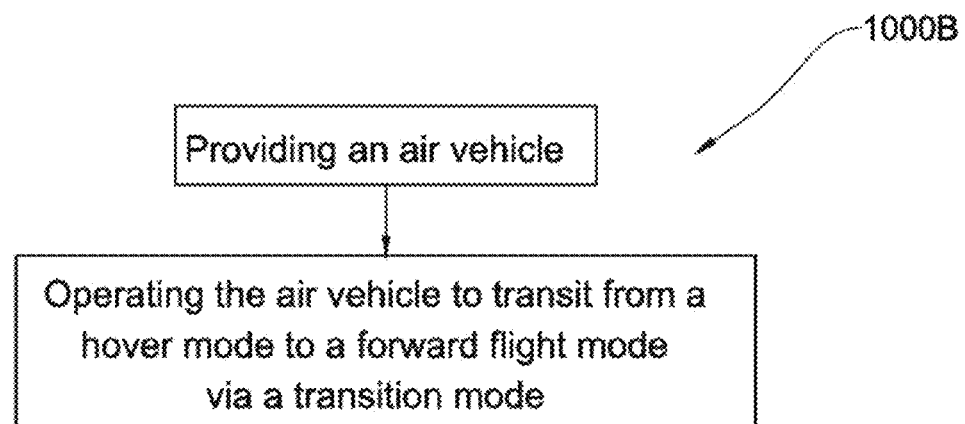 1000B
Providing an air vehicle
Operating the air vehicle to transit from a
hover mode to a forward flight mode
via a transition mode